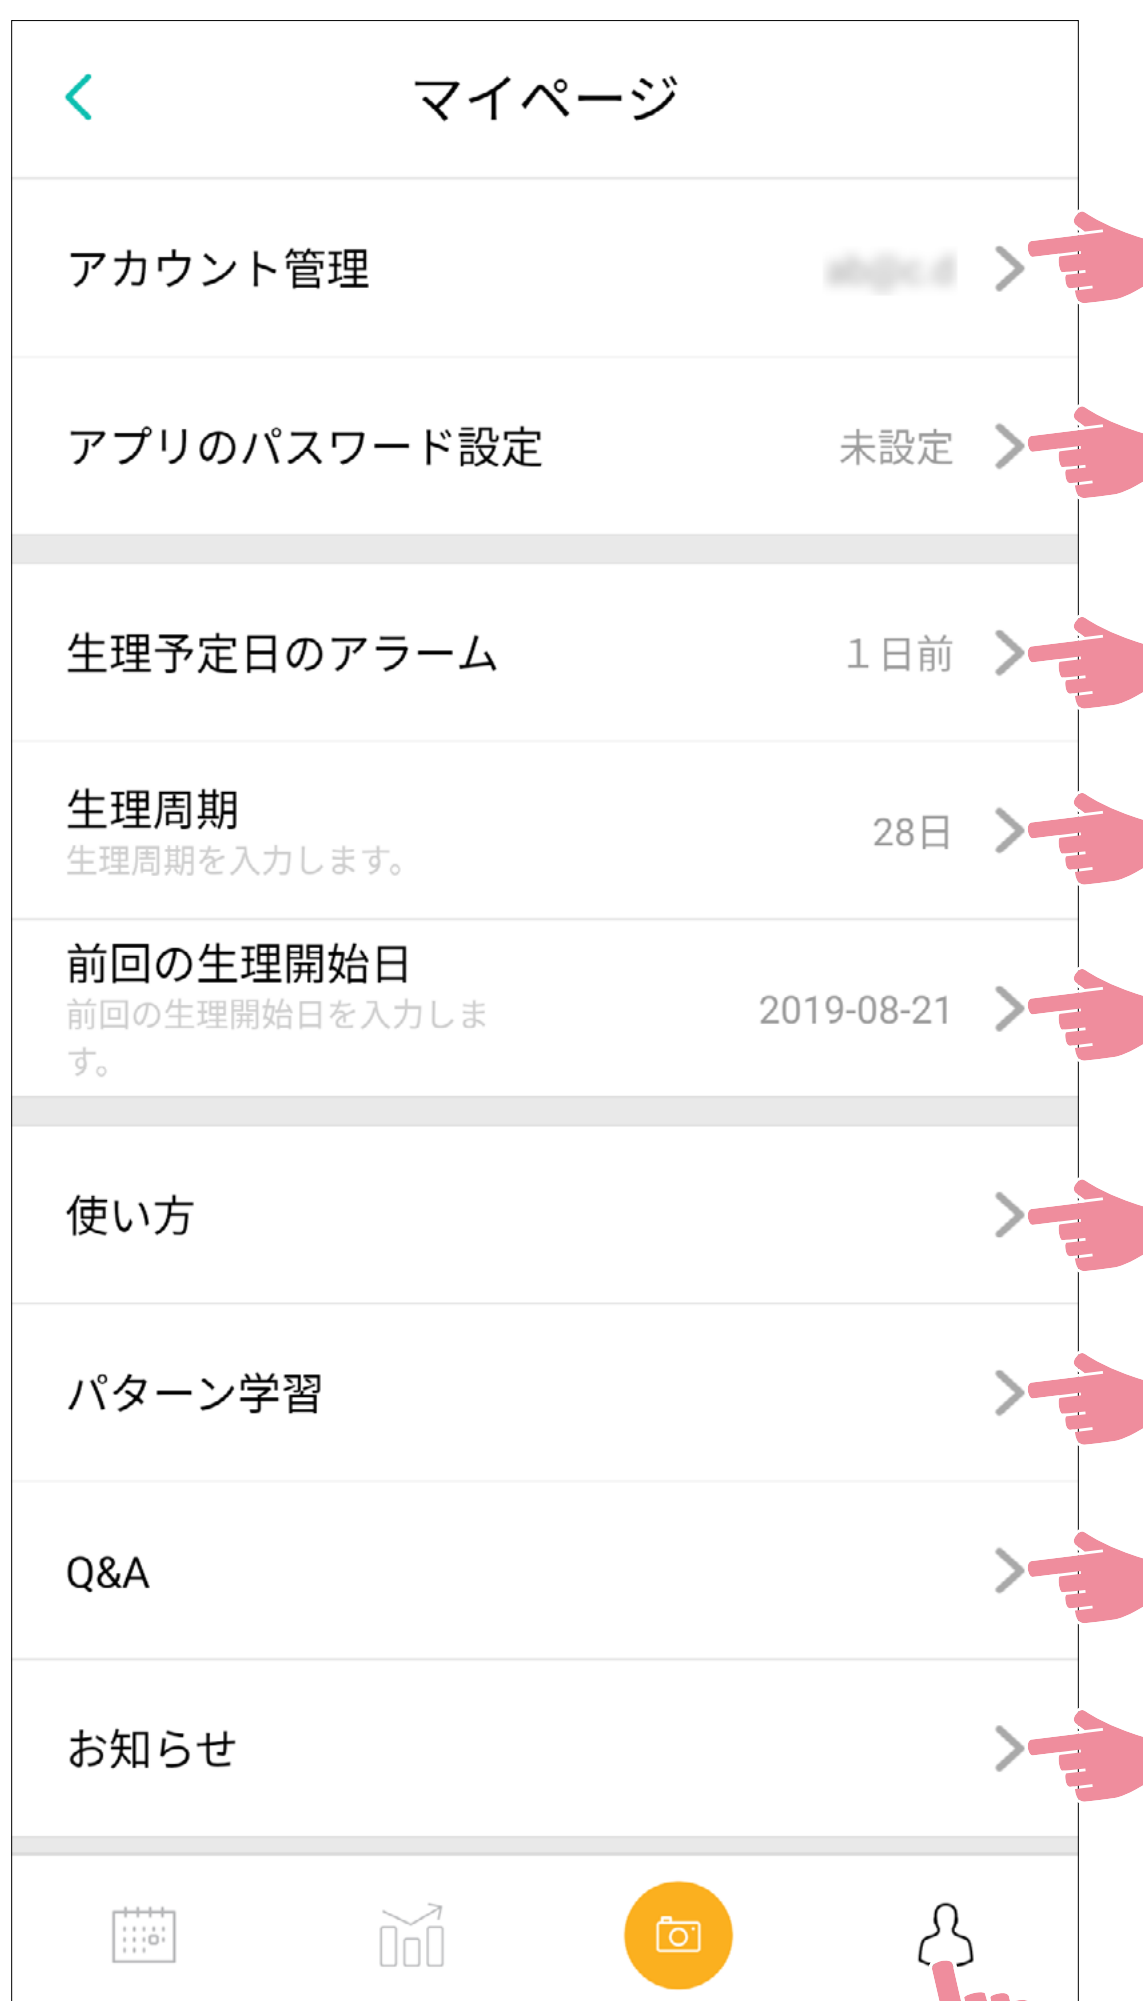 マイページ
アカウント管理
アプリのパスワード設定 未設定
生理予定日のアラーム 1日前
生理周期
生理周期を入力します。
28日
前回の生理開始日
前回の生理開始日を入力しま
す。
2019-08-21
使い方
パターン学習
Q&A
お知らせ